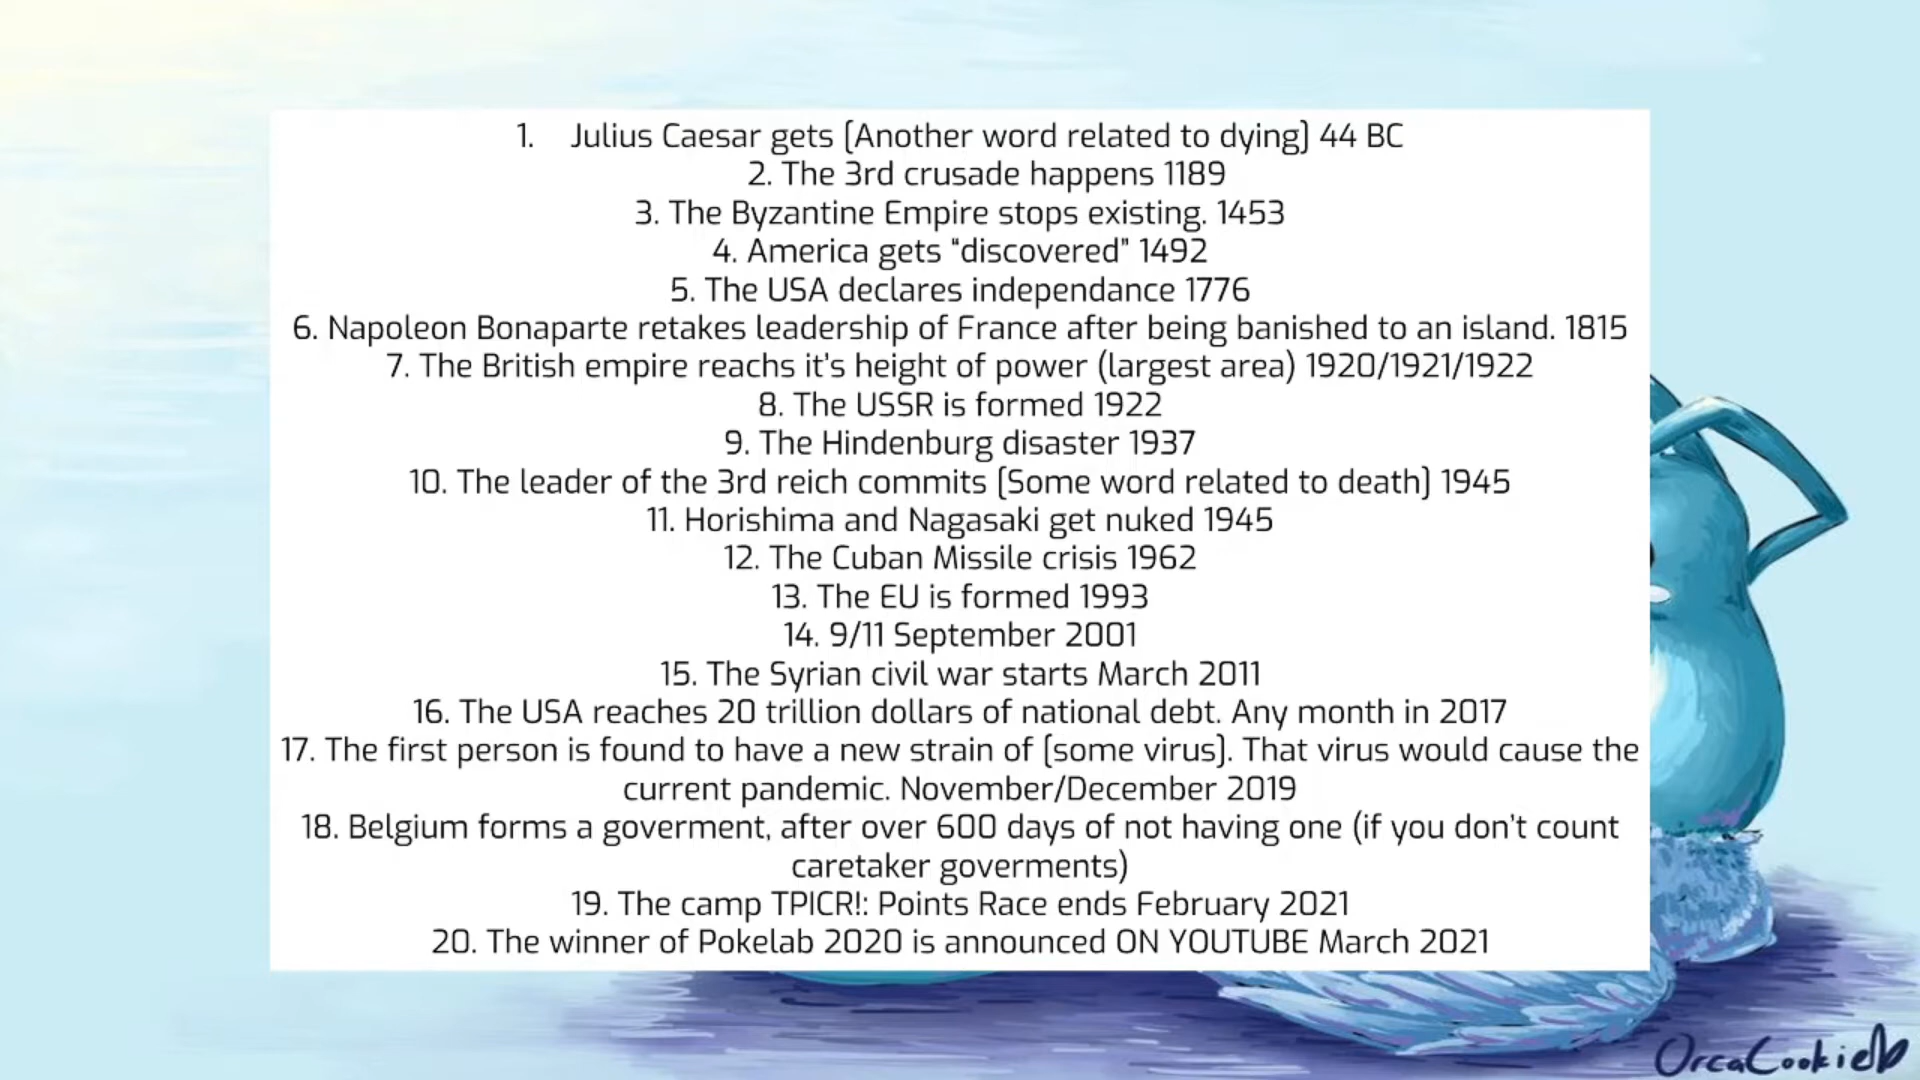 1. Julius Caesar gets [Another word related to dying] 44 BC
2. The 3rd crusade happens 1189
3. The Byzantine Empire stops existing. 1453
4. America gets “discovered” 1492
5. The USA declares independance 1776
6. Napoleon Bonaparte retakes leadership of France after being banished to an island. 1815
7. The British empire reachs it’s height of power (largest area) 1920/1921/1922
8. The USSR is formed 1922
9. The Hindenburg disaster 1937
10. The leader of the 3rd reich commits [Some word related to death] 1945
11. Horishima and Nagasaki get nuked 1945
12. The Cuban Missile crisis 1962
13. The EU is formed 1993
14. 9/11 September 2001
15. The Syrian civil war starts March 2011
16. The USA reaches 20 trillion dollars of national debt. Any month in 2017
17. The first person is found to have a new strain of [some virus]. That virus would cause the
current pandemic. November/December 2019
18. Belgium forms a goverment, after over 600 days of not having one (if you don’t count
caretaker goverments)
19. The camp TPICR!: Points Race ends February 2021
20. The winner of Pokelab 2020 is announced ON YOUTUBE March 2021
OrcaCookie